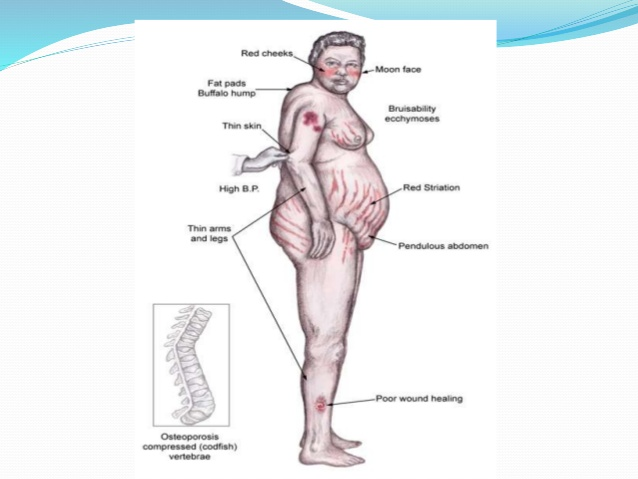 Red cheeks
Moon face
Fat pads
Buffalo hump
Bruisability
ecchymoses
Thin skin
High B.P.
Red Striation
Thin arms
and legs
Pendulous abdomen
Poor wound healing
Osteoporosis
compressed (codfish)
vertebrae